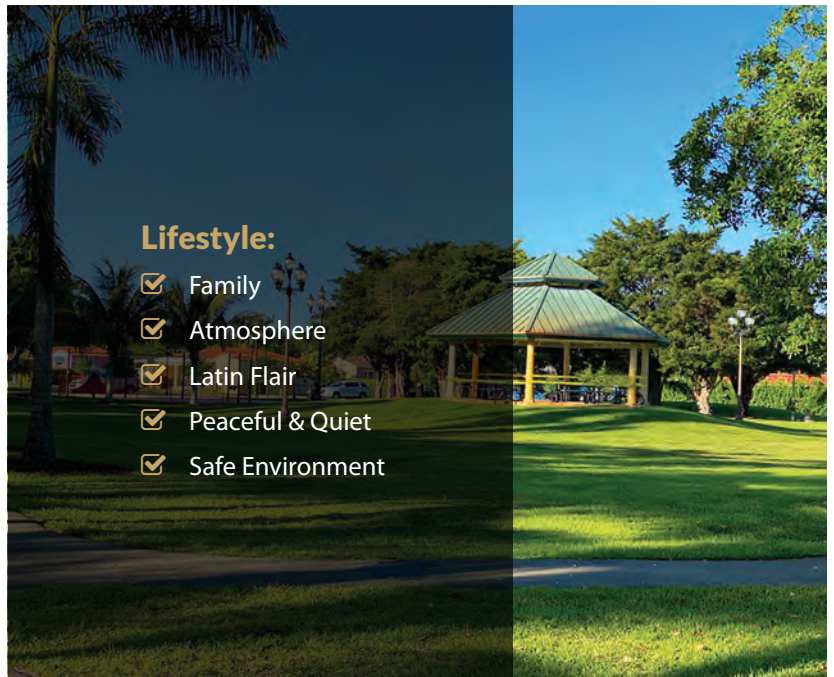 Lifestyle:
Family
Atmosphere
Latin Flair
Peaceful & Quiet
Safe Environment